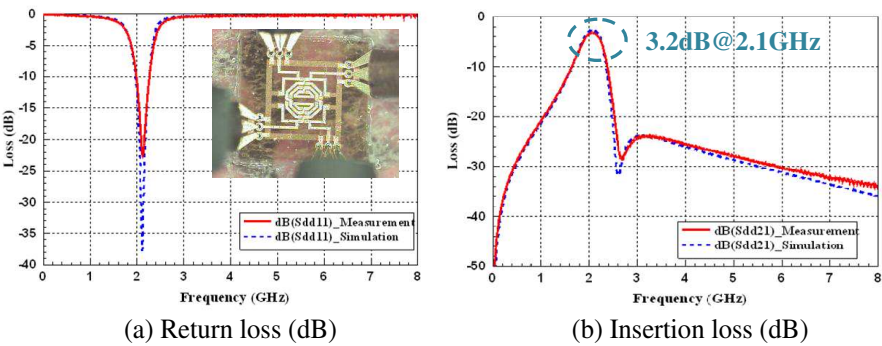 0
-5
-10
-15
-20
-25
-30
-35
-40
Loss (dB)
dB(Sdd11)_Measurement
dB(Sdd11)_Simulation
0 1 2 3 4 5 6 7 8
Frequency (GHz)
(a) Return loss (dB)
0
-10
-20
-30
-40
-50
Loss (dB)
3.2dB@2.1GHz
dB(Sdd21)_Measurement
dB(Sdd21)_Simulation
0 1 2 3 4 5 6 7 8
Frequency (GHz)
(b) Insertion loss (dB)